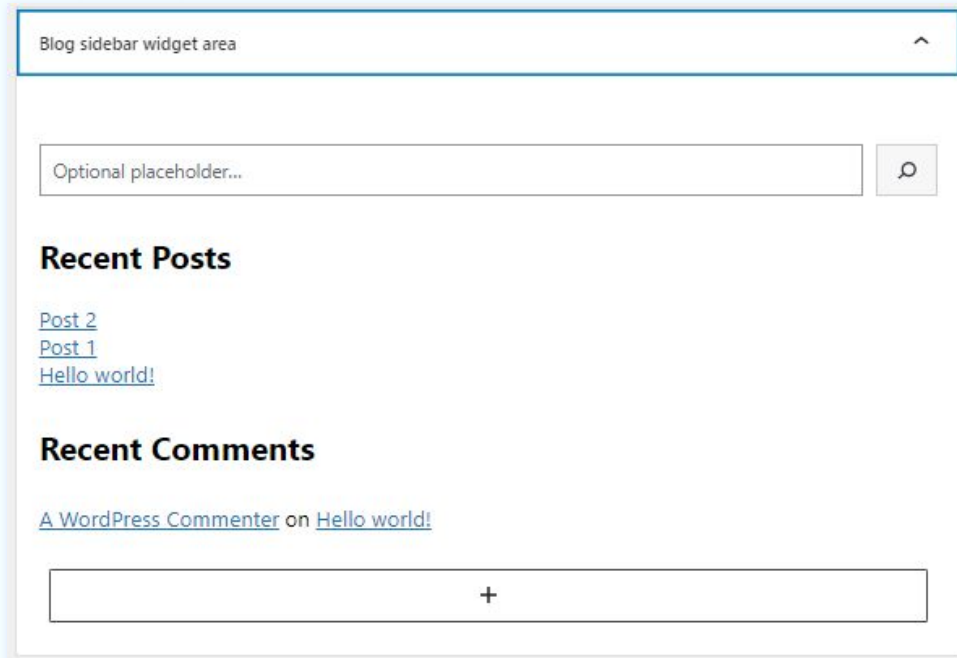 Blog sidebar widget area
Optional placeholder...
Recent Posts
Post 2
Post 1
Hello world!
Recent Comments
A WordPress Commenter on Hello world!
+